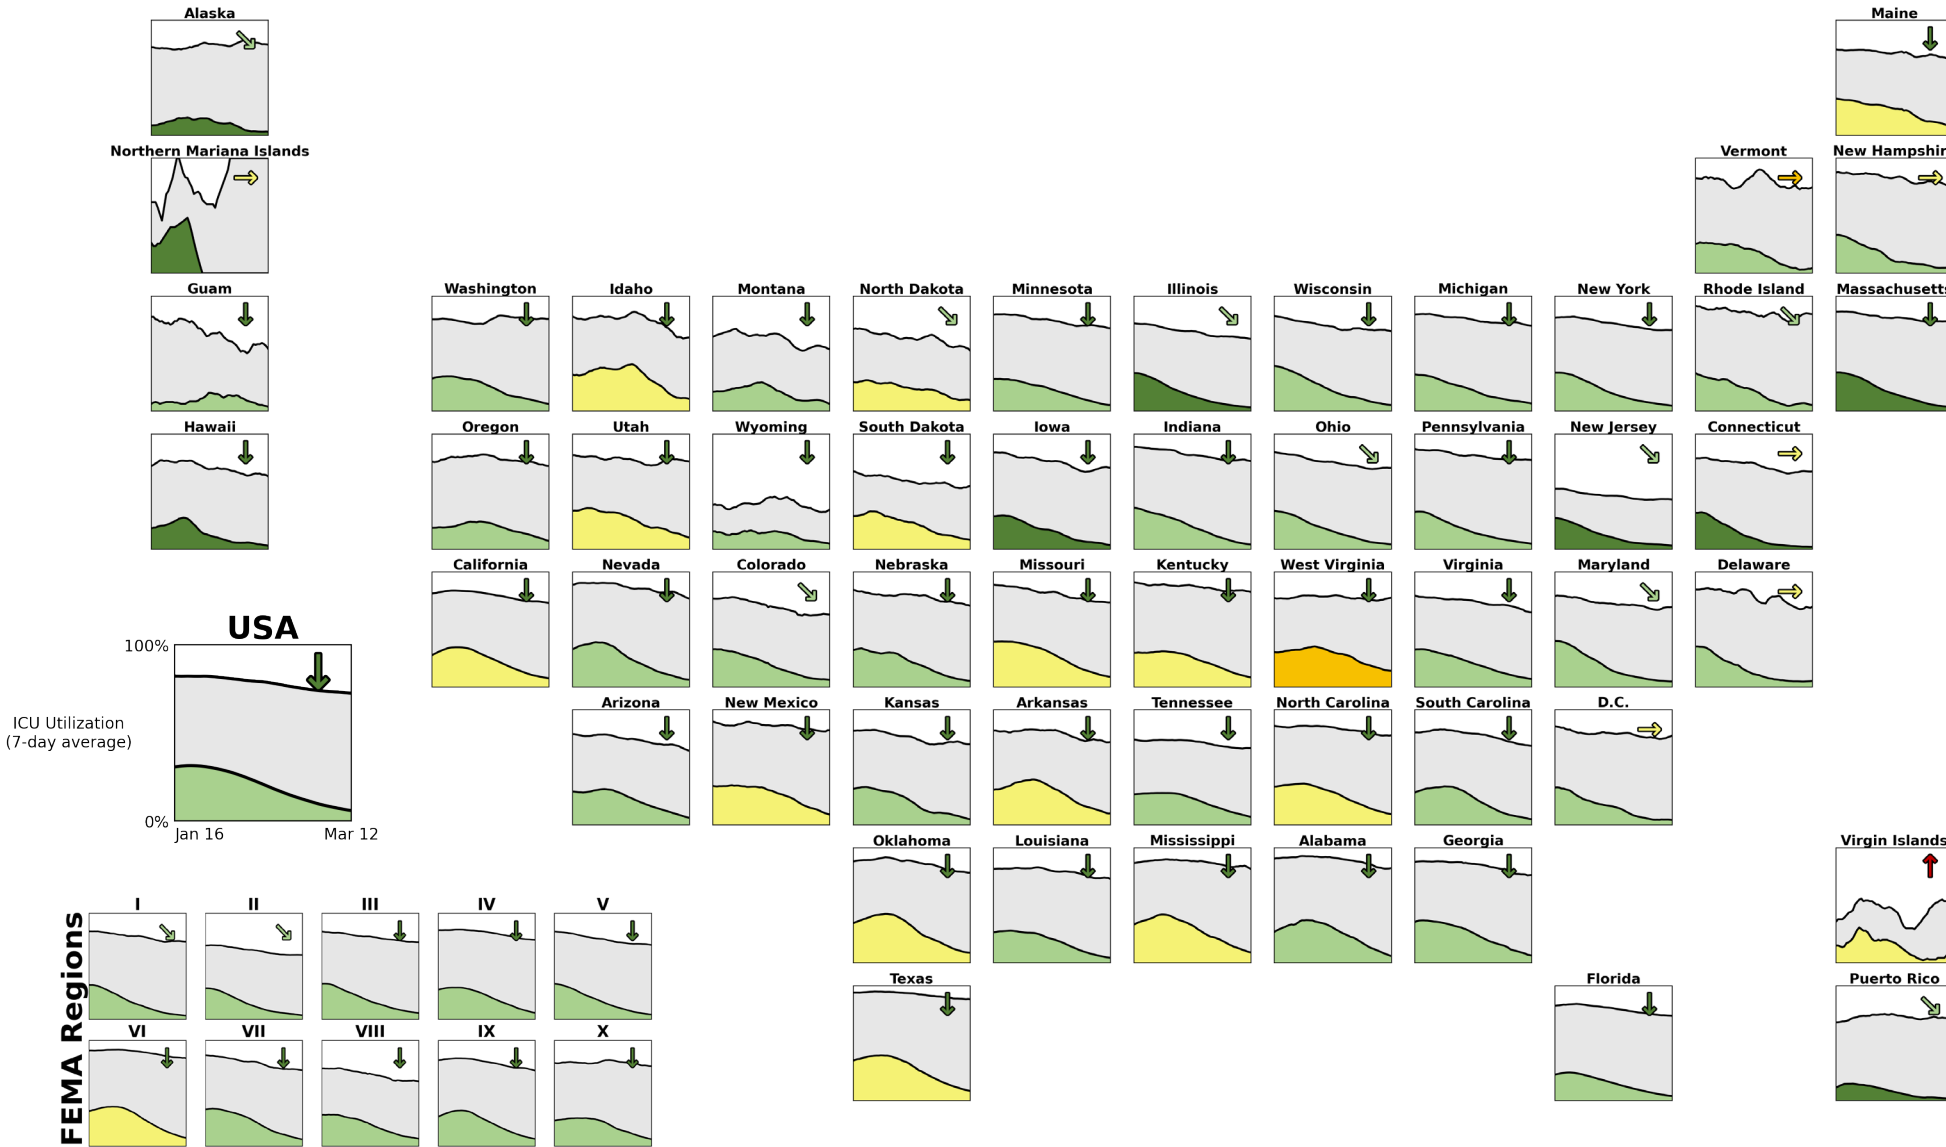 Alaska
Maine
Northern Mariana Islands
Vermont
New Hampshir
Guam
Washington
Idaho
Montana
North Dakota
Minnesota
Illinois
Wisconsin
Michigan
New York
Rhode Island
Massachusetts
Hawaii
Oregon
Utah
Wyoming
South Dakota
Iowa
Indiana
Ohio
Pennsylvania
New Jersey
Connecticut
California
Nevada
Colorado
Nebraska
Missouri
Kentucky
West Virginia
Virginia
Maryland
Delaware
USA
100%
ICU Utilization
(7-day average)
0%
Jan 16
Mar 12
Arizona
New Mexico
Kansas
Arkansas
Tennessee
North Carolina
South Carolina
D.C.
Oklahoma
Louisiana
Mississippi
Alabama
Georgia
Virgin Islands
Texas
Florida
Puerto Rico
FEMA Regions
I
II
III
IV
V
VI
VII
VIII
IX
X